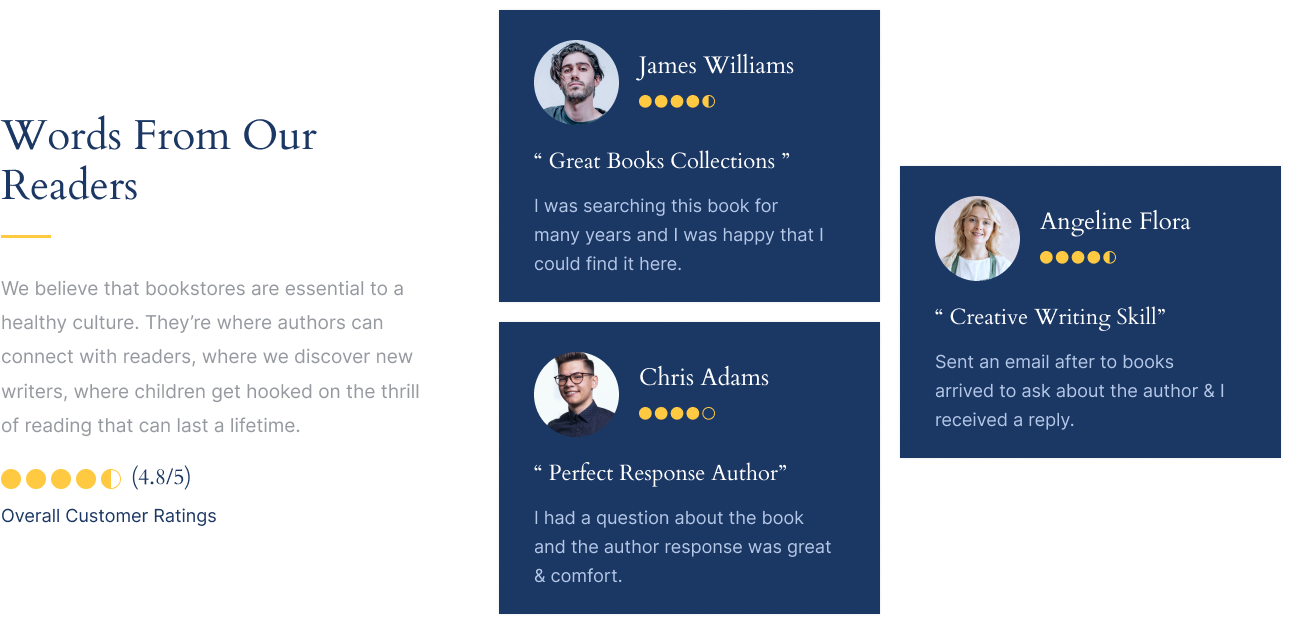 Words From Our
Readers
We believe that bookstores are essential to a
healthy culture. They’re where authors can
connect with readers, where we discover new
writers, where children get hooked on the thrill
of reading that can last a lifetime.
(4.8/5)
Overall Customer Ratings
James Williams
“ Great Books Collections ”
I was searching this book for
many years and I was happy that I
could find it here.
Chris Adams
“ Perfect Response Author”
I had a question about the book
and the author response was great
& comfort.
Angeline Flora
“ Creative Writing Skill”
Sent an email after to books
arrived to ask about the author & I
received a reply.